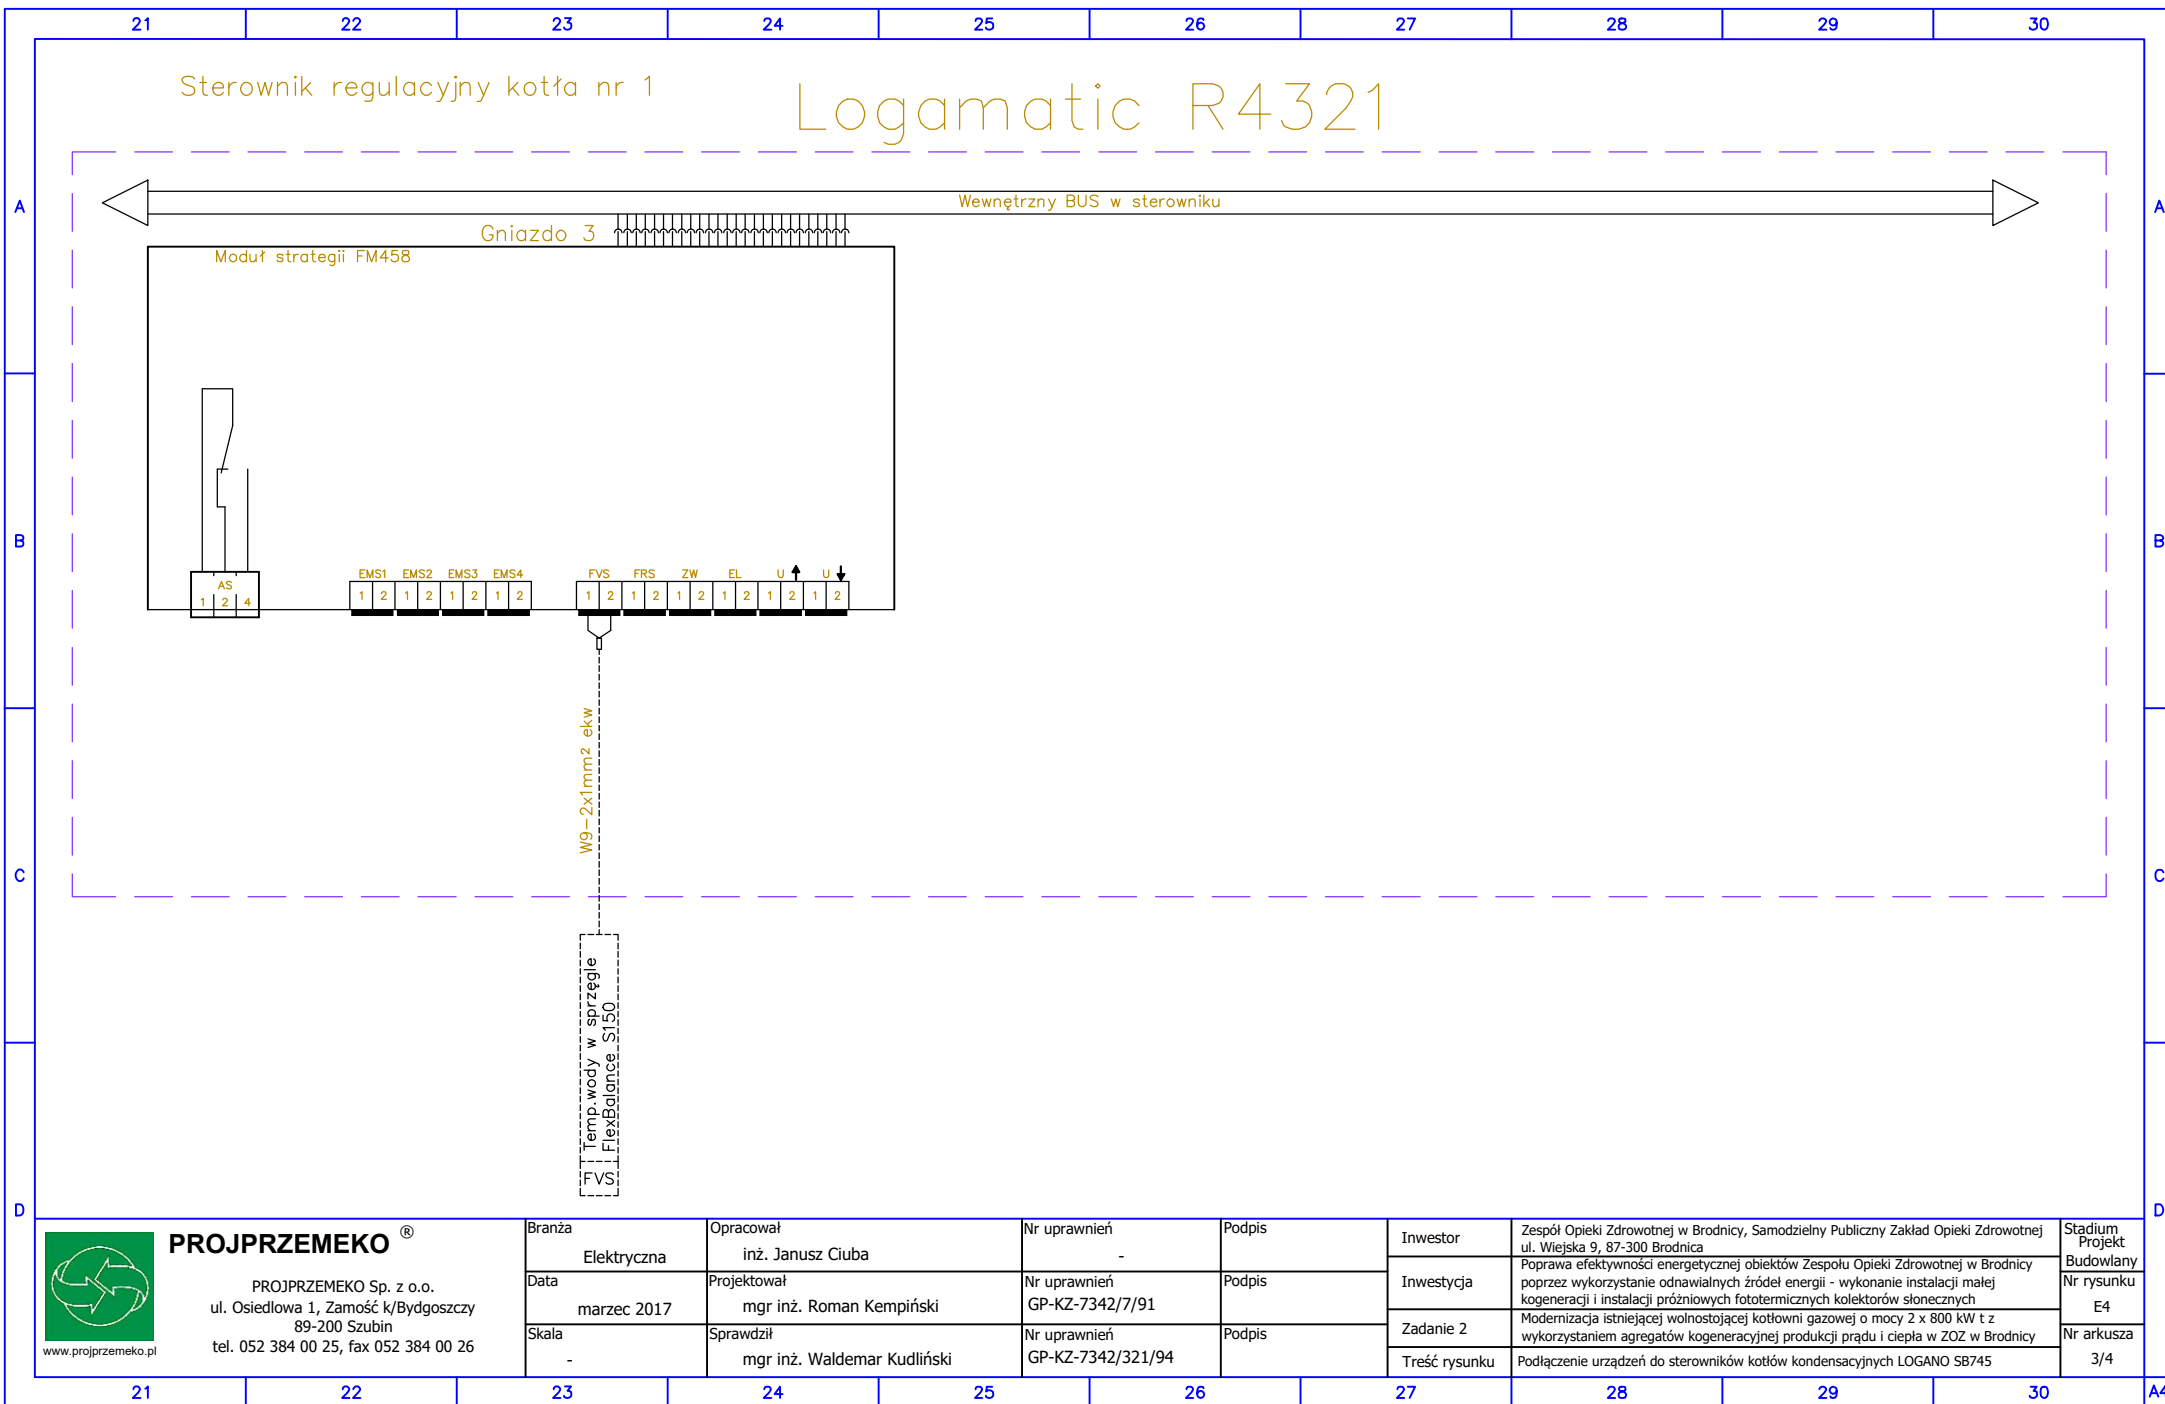 21 22 23 24 25 26 27 28 29 30
Sterownik regulacyjny kotła nr 1
Logamatic R4321
A A
Wewnętrzny BUS w sterowniku
Gniazdo 3
Moduł strategii FM458
B B
AS
1 2 4
EMS1 EMS2 EMS3 EMS4
1 2 1 2 1 2 1 2
FVS FRS ZW EL U U
1 2 1 2 1 2 1 2 1 2 1 2
W9-2x1mm² ekw
C C
Temp.wody w sprzęgle
FlexBalance S150
FVS
D D
PROJPRZEMEKO ®
PROJPRZEMEKO Sp. z o.o.
ul. Osiedlowa 1, Zamość k/Bydgoszczy
89-200 Szubin
tel. 052 384 00 25, fax 052 384 00 26
www.projprzemeko.pl
Branża
Elektryczna
Opracował
inż. Janusz Ciuba
Nr uprawnień
-
Podpis
Data
marzec 2017
Projektował
mgr inż. Roman Kempiński
Nr uprawnień
GP-KZ-7342/7/91
Podpis
Skala
-
Sprawdził
mgr inż. Waldemar Kudliński
Nr uprawnień
GP-KZ-7342/321/94
Podpis
Inwestor
Zespół Opieki Zdrowotnej w Brodnicy, Samodzielny Publiczny Zakład Opieki Zdrowotnej
ul. Wiejska 9, 87-300 Brodnica
Inwestycja
Poprawa efektywności energetycznej obiektów Zespołu Opieki Zdrowotnej w Brodnicy
poprzez wykorzystanie odnawialnych źródeł energii - wykonanie instalacji małej
kogeneracji i instalacji próżniowych fototermicznych kolektorów słonecznych
Zadanie 2
Modernizacja istniejącej wolnostojącej kotłowni gazowej o mocy 2 x 800 kW t z
wykorzystaniem agregatów kogeneracyjnej produkcji prądu i ciepła w ZOZ w Brodnicy
Treść rysunku
Podłączenie urządzeń do sterowników kotłów kondensacyjnych LOGANO SB745
Stadium
Projekt
Budowlany
Nr rysunku
E4
Nr arkusza
3/4
21 22 23 24 25 26 27 28 29 30 A4